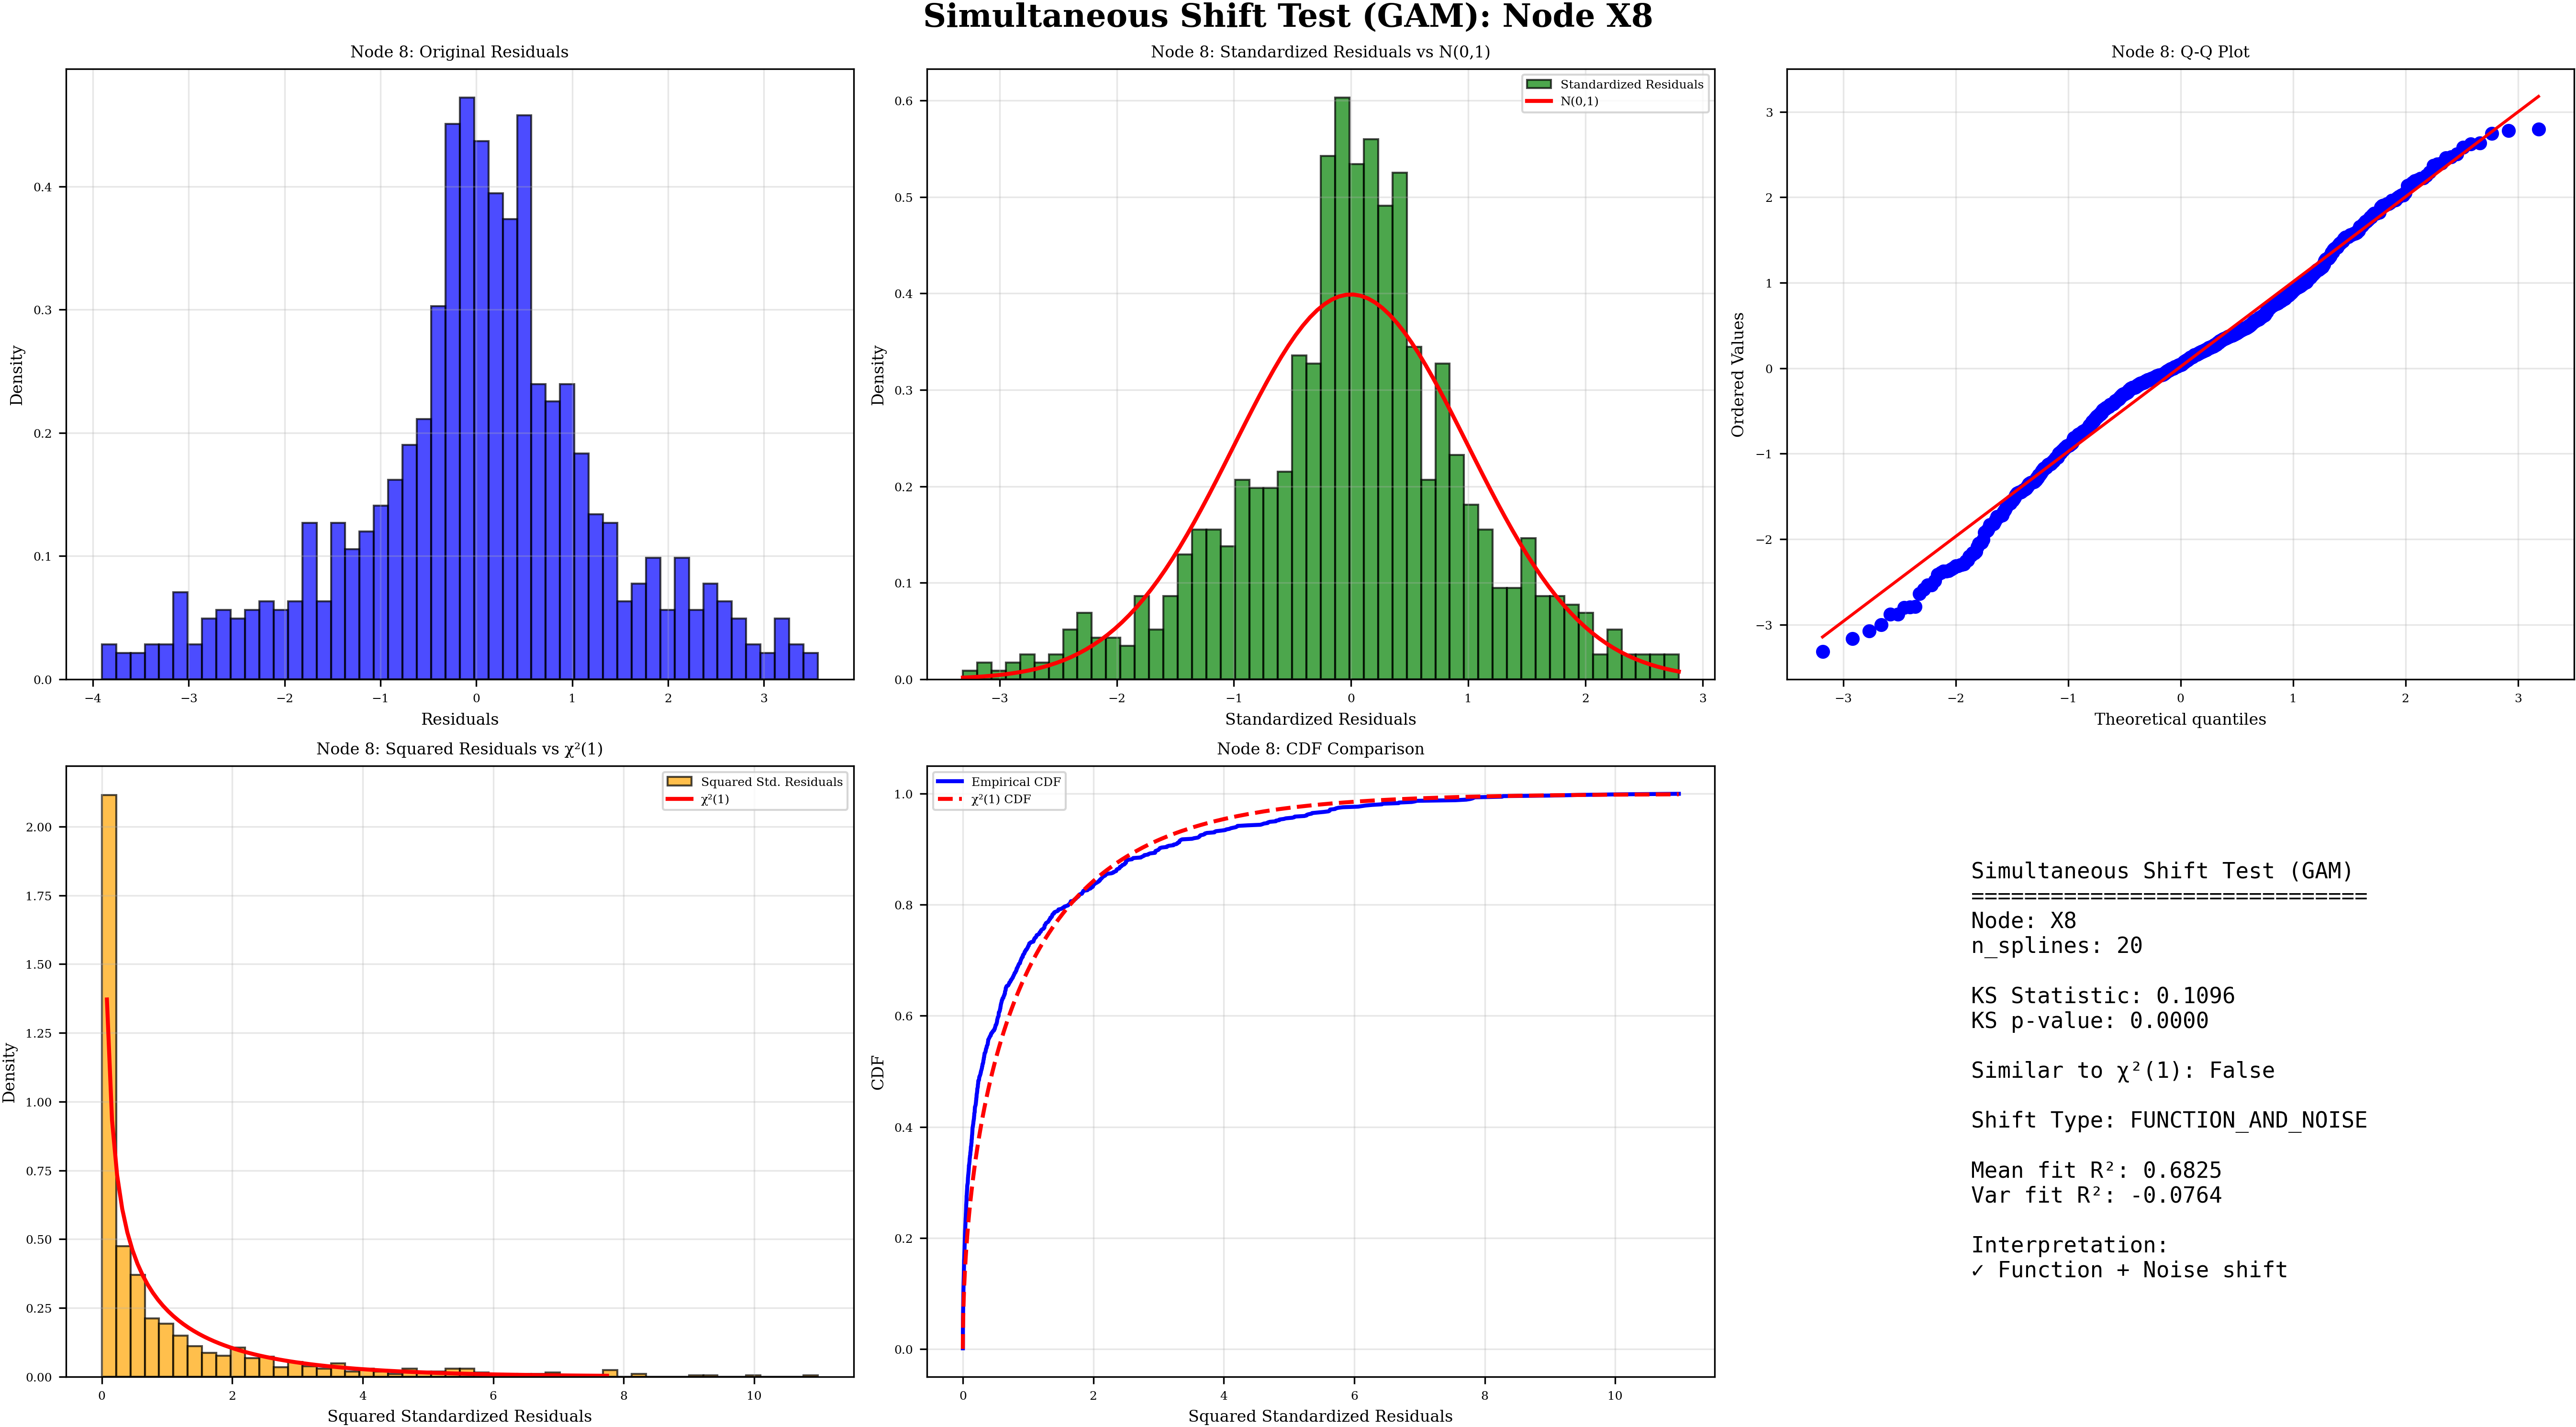 Simultaneous Shift Test (GAM): Node X8
Node 8: Original Residuals
Density
0.4
0.3
0.2
0.1
0.0
−4 −3 −2 −1 0 1 2 3
Residuals
Node 8: Standardized Residuals vs N(0,1)
Standardized Residuals
N(0,1)
Density
0.6
0.5
0.4
0.3
0.2
0.1
0.0
−3 −2 −1 0 1 2 3
Standardized Residuals
Node 8: Q-Q Plot
Ordered Values
3
2
1
0
−1
−2
−3
−3 −2 −1 0 1 2 3
Theoretical quantiles
Node 8: Squared Residuals vs χ²(1)
Squared Std. Residuals
χ²(1)
Density
2.00
1.75
1.50
1.25
1.00
0.75
0.50
0.25
0.00
0 2 4 6 8 10
Squared Standardized Residuals
Node 8: CDF Comparison
Empirical CDF
χ²(1) CDF
CDF
1.0
0.8
0.6
0.4
0.2
0.0
0 2 4 6 8 10
Squared Standardized Residuals
Simultaneous Shift Test (GAM)
==============================
Node: X8
n_splines: 20
KS Statistic: 0.1096
KS p-value: 0.0000
Similar to χ²(1): False
Shift Type: FUNCTION_AND_NOISE
Mean fit R²: 0.6825
Var fit R²: -0.0764
Interpretation:
✓ Function + Noise shift